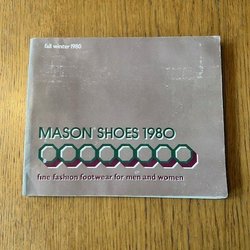 fall winter 1980
MASON SHOES 1980
fine fashion footwear for men and women